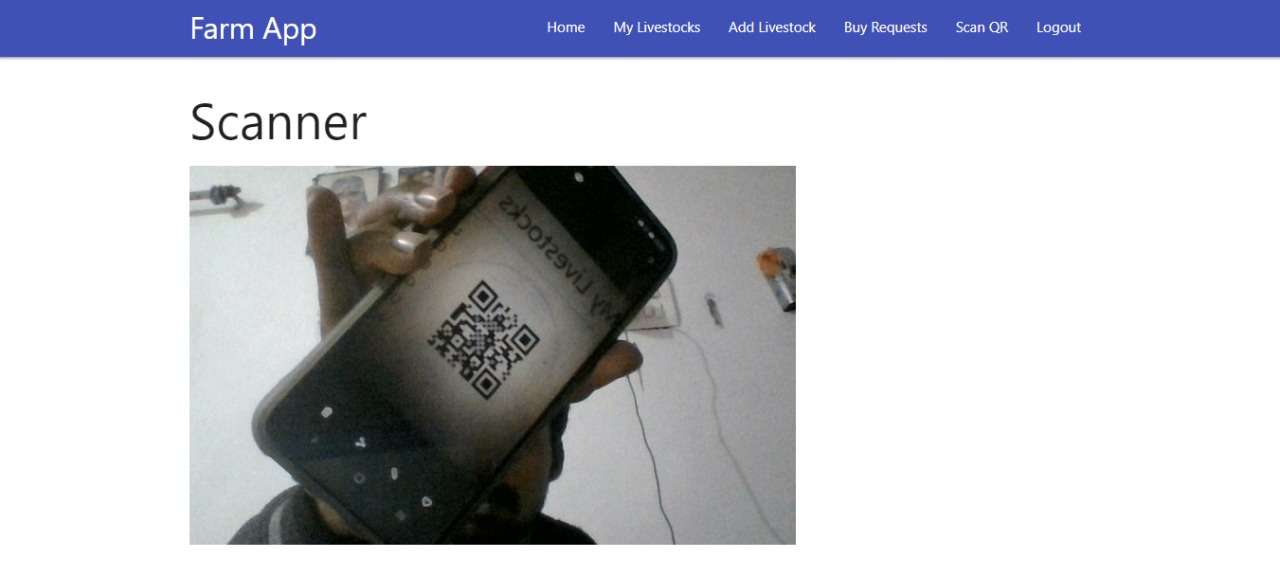 Farm App
Home
My Livestocks
Add Livestock
Buy Requests
Scan QR
Logout
Scanner
My Livestocks